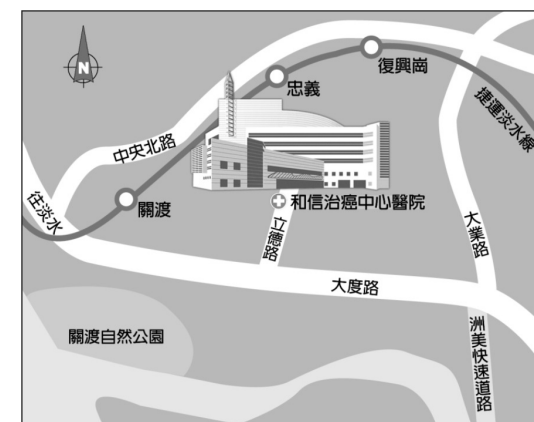 N
復興崗
忠義
捷運淡水線
中央北路
關渡
往淡水
和信治癌中心醫院
立德路
大業路
大度路
關渡自然公園
洲美快速道路